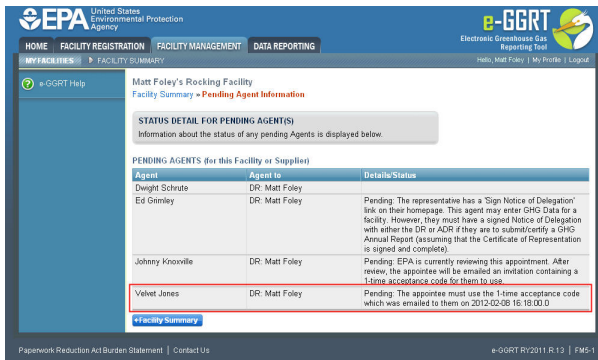 EPA United States
Environmental Protection
Agency
e-GGRT
Electronic Greenhouse Gas
Reporting Tool
HOME FACILITY REGISTRATION FACILITY MANAGEMENT DATA REPORTING
MY FACILITIES FACILITY SUMMARY
Hello, Matt Foley | My Profile | Logout
? e-GGRT Help
Matt Foley's Rocking Facility
Facility Summary » Pending Agent Information
STATUS DETAIL FOR PENDING AGENT(S)
Information about the status of any pending Agents is displayed below.
PENDING AGENTS (for this Facility or Supplier)
Agent Agent to Details/Status
Dwight Schrute DR: Matt Foley
Ed Grimley DR: Matt Foley Pending: The representative has a 'Sign Notice of Delegation'
link on their homepage. This agent may enter GHG Data for a
facility. However, they must have a signed Notice of Delegation
with either the DR or ADR if they are to submit/certify a GHG
Annual Report (assuming that the Certificate of Representation
is signed and complete).
Johnny Knoxville DR: Matt Foley Pending: EPA is currently reviewing this appointment. After
review, the appointee will be emailed an invitation containing a
1-time acceptance code for them to use.
Velvet Jones DR: Matt Foley Pending: The appointee must use the 1-time acceptance code
which was emailed to them on 2012-02-08 16:18:00.0
Facility Summary
Paperwork Reduction Act Burden Statement | Contact Us
e-GGRT RY2011.R.13 | FM5-1